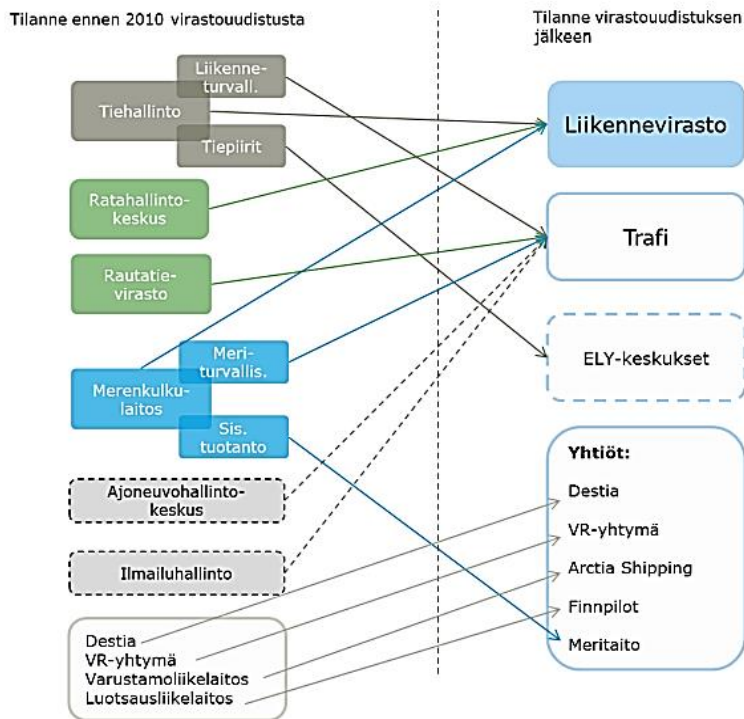 Tilanne ennen 2010 virastouudistusta
Tilanne virastouudistuksen
jälkeen
Liikenne-
turvall.
Tiehallinto
Tiepiirit
Ratahallinto-
keskus
Rautatie-
virasto
Meri-
turvallis.
Merenkulku-
laitos
Sis.
tuotanto
Ajoneuvohallinto-
keskus
Ilmailuhallinto
Destia
VR-yhtymä
Varustamoliikelaitos
Luotsausliikelaitos
Liikennevirasto
Trafi
ELY-keskukset
Yhtiöt:
Destia
VR-yhtymä
Arctia Shipping
Finnpilot
Meritaito